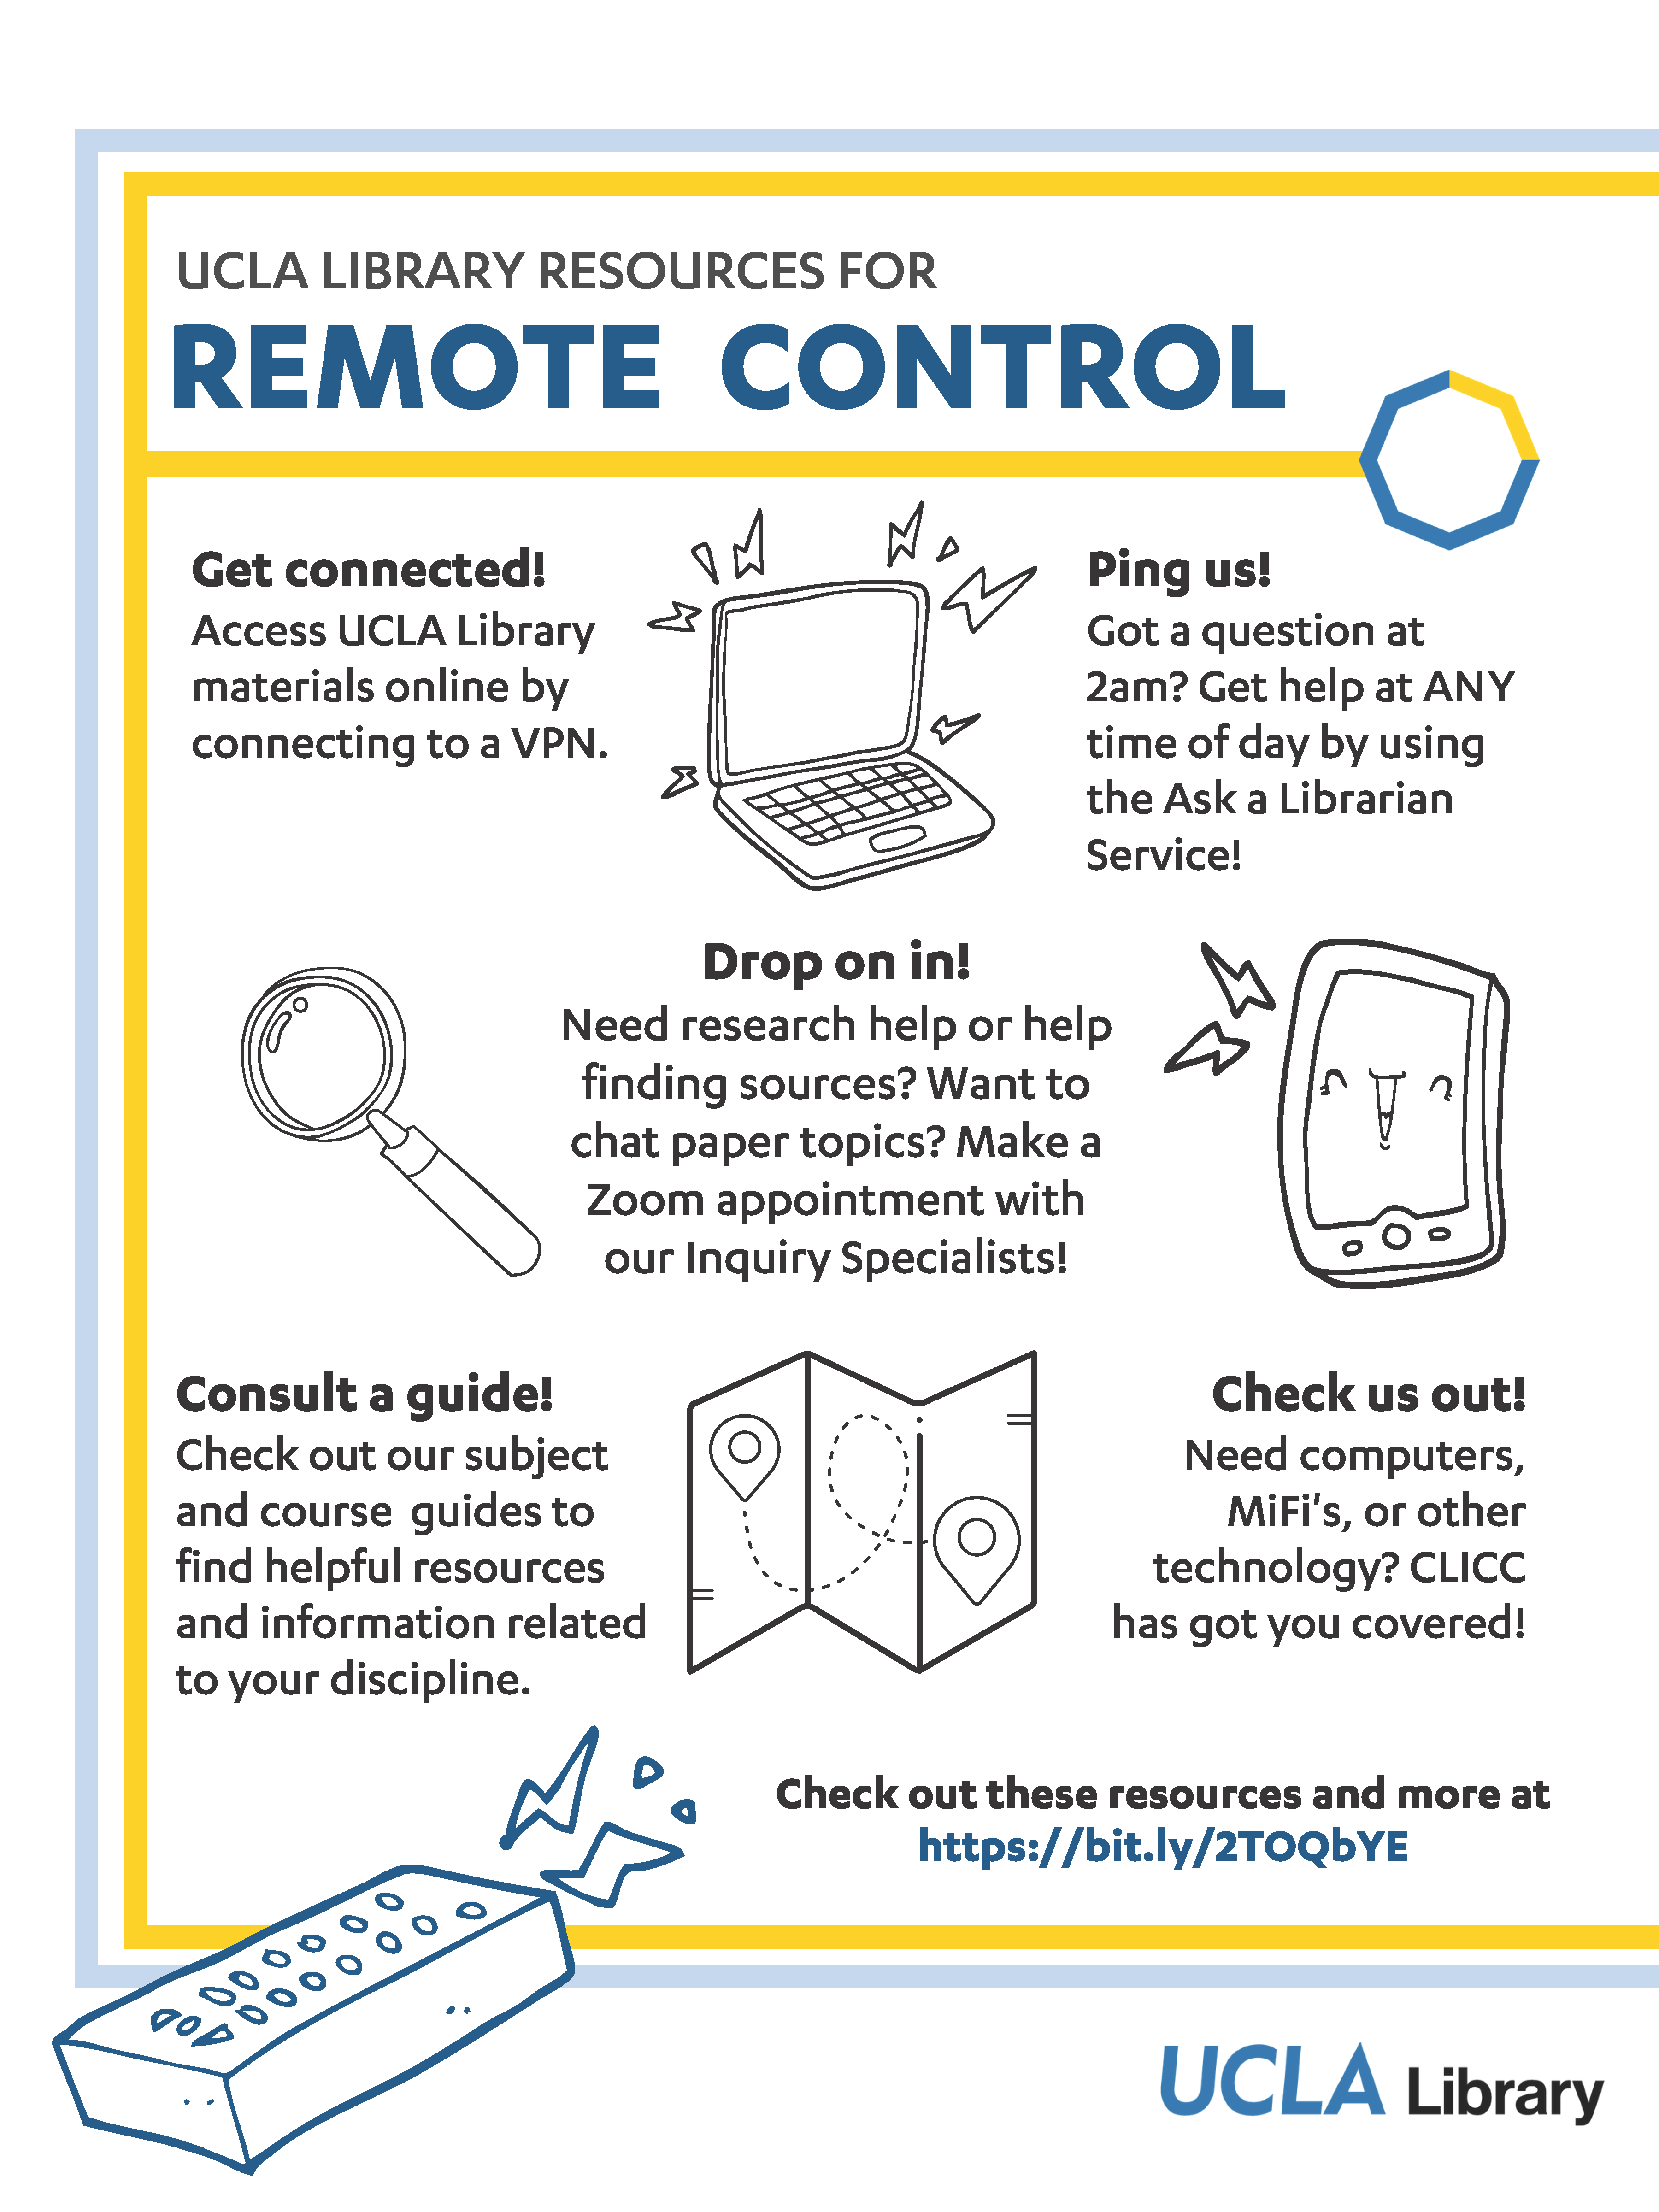 UCLA LIBRARY RESOURCES FOR
REMOTE CONTROL
Get connected!
Access UCLA Library
materials online by
connecting to a VPN.
Ping us!
Got a question at
2am? Get help at ANY
time of day by using
the Ask a Librarian
Service!
Drop on in!
Need research help or help
finding sources? Want to
chat paper topics? Make a
Zoom appointment with
our Inquiry Specialists!
Consult a guide!
Check out our subject
and course guides to
find helpful resources
and information related
to your discipline.
Check us out!
Need computers,
MiFi's, or other
technology? CLICC
has got you covered!
Check out these resources and more at
https://bit.ly/2TOQbYE
UCLA Library